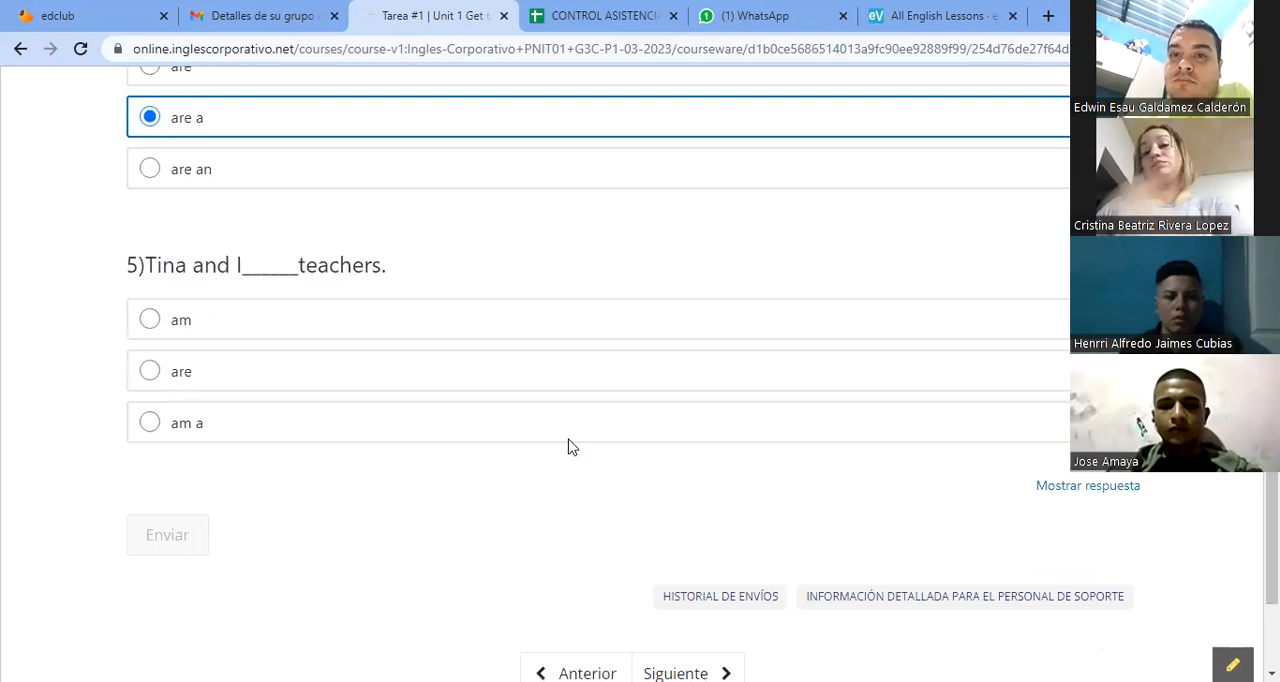 edclub
Detalles de su grupo
Tarea #1 | Unit 1 GE
CONTROL ASISTENCI
(1) WhatsApp
All English Lessons - e
online.inglescorporativo.net/courses/course-v1:Ingles-Corporativo+PNIT01+G3C-P1-03-2023/courseware/d1b0ce5689514013a9fc90ee92889f99/254d76de27f64d
Edwin Esau Galdamez Calderón
are
are a
are an
Cristina Beatriz Rivera Lopez
5)Tina and I_____teachers.
am
Henrri Alfredo Jaimes Cubias
are
am a
Jose Amaya
Mostrar respuesta
Enviar
HISTORIAL DE ENVÍOS
INFORMACIÓN DETALLADA PARA EL PERSONAL DE SOPORTE
Anterior
Siguiente